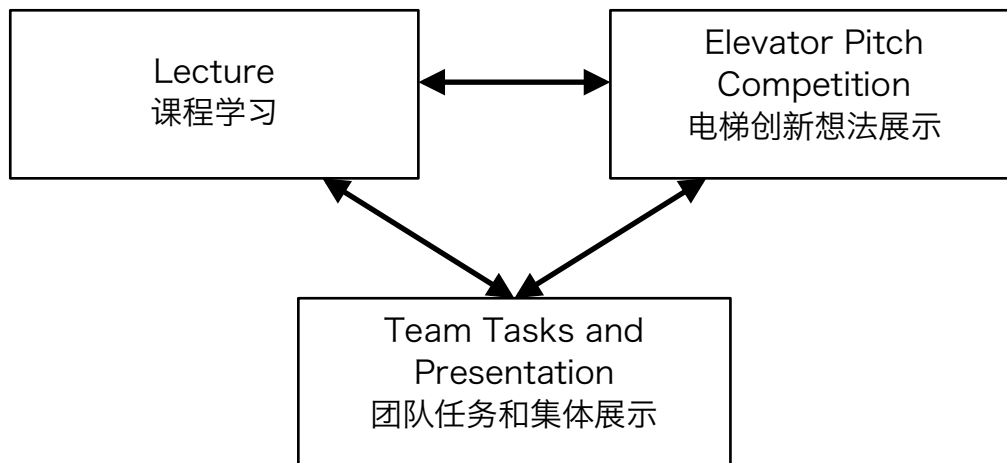 Lecture
课程学习
Elevator Pitch
Competition
电梯创新想法展示
Team Tasks and
Presentation
团队任务和集体展示